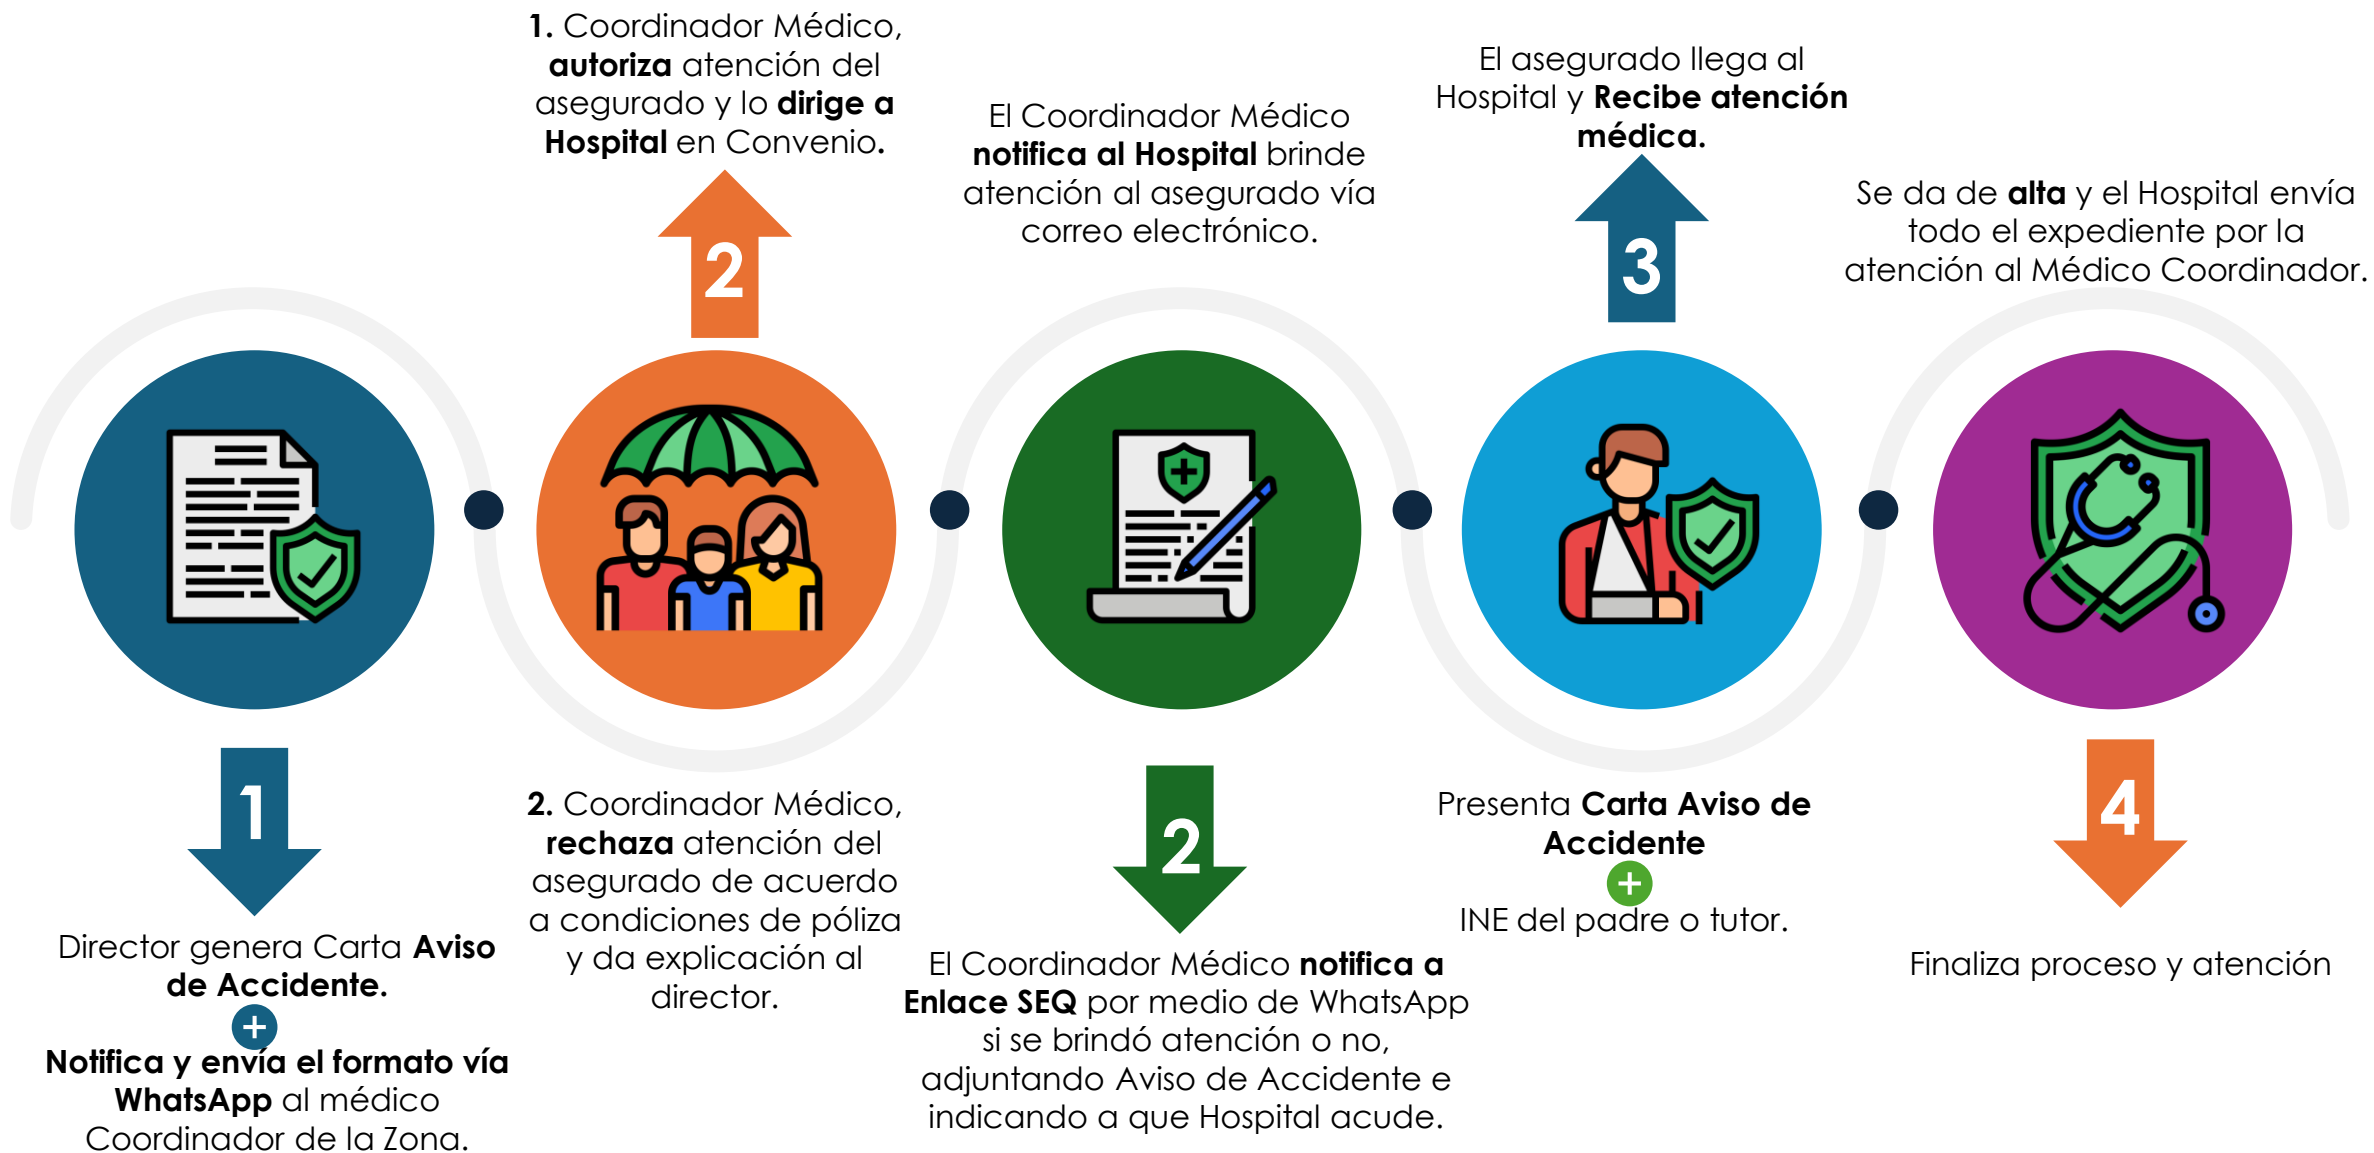 1
Director genera Carta Aviso
de Accidente.
+
Notifica y envía el formato vía
WhatsApp al médico
Coordinador de la Zona.
1. Coordinador Médico,
autoriza atención del
asegurado y lo dirige a
Hospital en Convenio.
2
2. Coordinador Médico,
rechaza atención del
asegurado de acuerdo
a condiciones de póliza
y da explicación al
director.
El Coordinador Médico
notifica al Hospital brinde
atención al asegurado vía
correo electrónico.
2
El Coordinador Médico notifica a
Enlace SEQ por medio de WhatsApp
si se brindó atención o no,
adjuntando Aviso de Accidente e
indicando a que Hospital acude.
El asegurado llega al
Hospital y Recibe atención
médica.
3
Presenta Carta Aviso de
Accidente
+
INE del padre o tutor.
Se da de alta y el Hospital envía
todo el expediente por la
atención al Médico Coordinador.
4
Finaliza proceso y atención